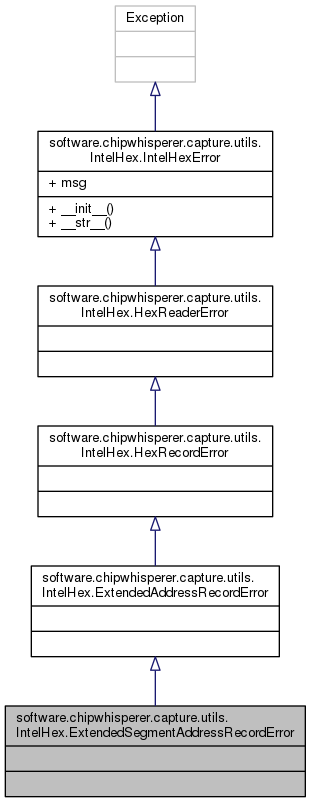 Exception
software.chipwhisperer.capture.utils.
IntelHex.IntelHexError
+ msg
+ __init__()
+ __str__()
software.chipwhisperer.capture.utils.
IntelHex.HexReaderError
software.chipwhisperer.capture.utils.
IntelHex.HexRecordError
software.chipwhisperer.capture.utils.
IntelHex.ExtendedAddressRecordError
software.chipwhisperer.capture.utils.
IntelHex.ExtendedSegmentAddressRecordError